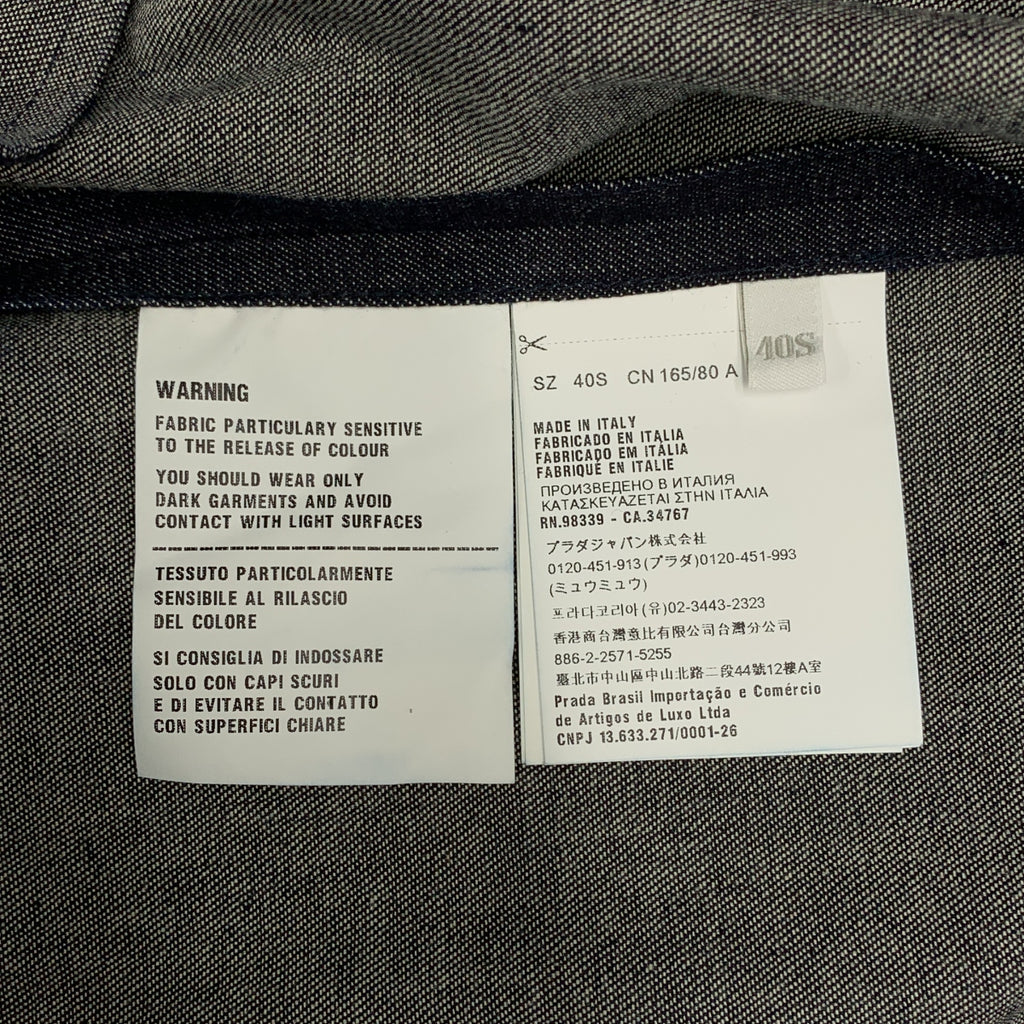 WARNING
FABRIC PARTICULARY SENSITIVE
TO THE RELEASE OF COLOUR
YOU SHOULD WEAR ONLY
DARK GARMENTS AND AVOID
CONTACT WITH LIGHT SURFACES
TESSUTO PARTICOLARMENTE
SENSIBILE AL RILASCIO
DEL COLORE
SI CONSIGLIA DI INDOSSARE
SOLO CON CAPI SCURI
E DI EVITARE IL CONTATTO
CON SUPERFICI CHIARE
40S
SZ 40S CN 165/80 A
MADE IN ITALY
FABRICADO EN ITALIA
FABRICADO EM ITÁLIA
FABRIQUÉ EN ITALIE
ПРОИЗВЕДЕНО В ИТАЛИЯ
ΚΑΤΑΣΚΕΥΑΖΕΤΑΙ ΣΤΗΝ ΙΤΑΛΙΑ
RN.98339 - CA.34767
プラダジャパン株式会社
0120-451-913(プラダ)0120-451-993
(ミュウミュウ)
프라다코리아(유)02-3443-2323
香港商台灣意比有限公司台灣分公司
886-2-2571-5255
臺北市中山區中山北路二段44號12樓A室
Prada Brasil Importação e Comércio
de Artigos de Luxo Ltda
CNPJ 13.633.271/0001-26